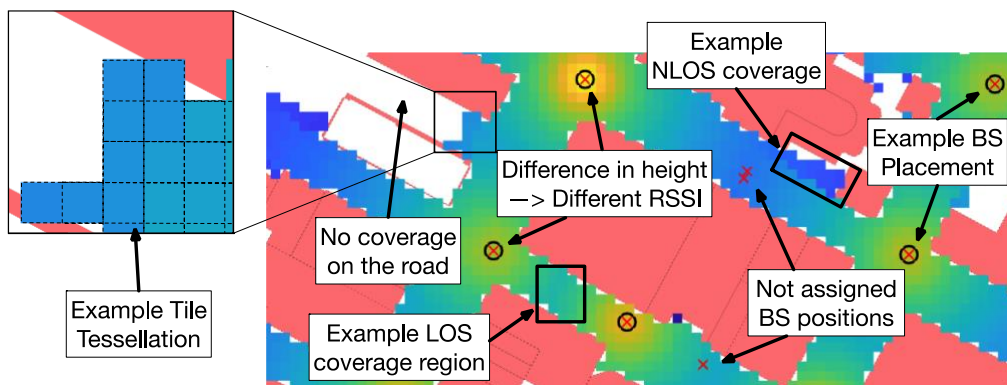 Example
NLOS coverage
Example BS
Placement
Difference in height
—> Different RSSI
No coverage
on the road
Example Tile
Tessellation
Example LOS
coverage region
Not assigned
BS positions